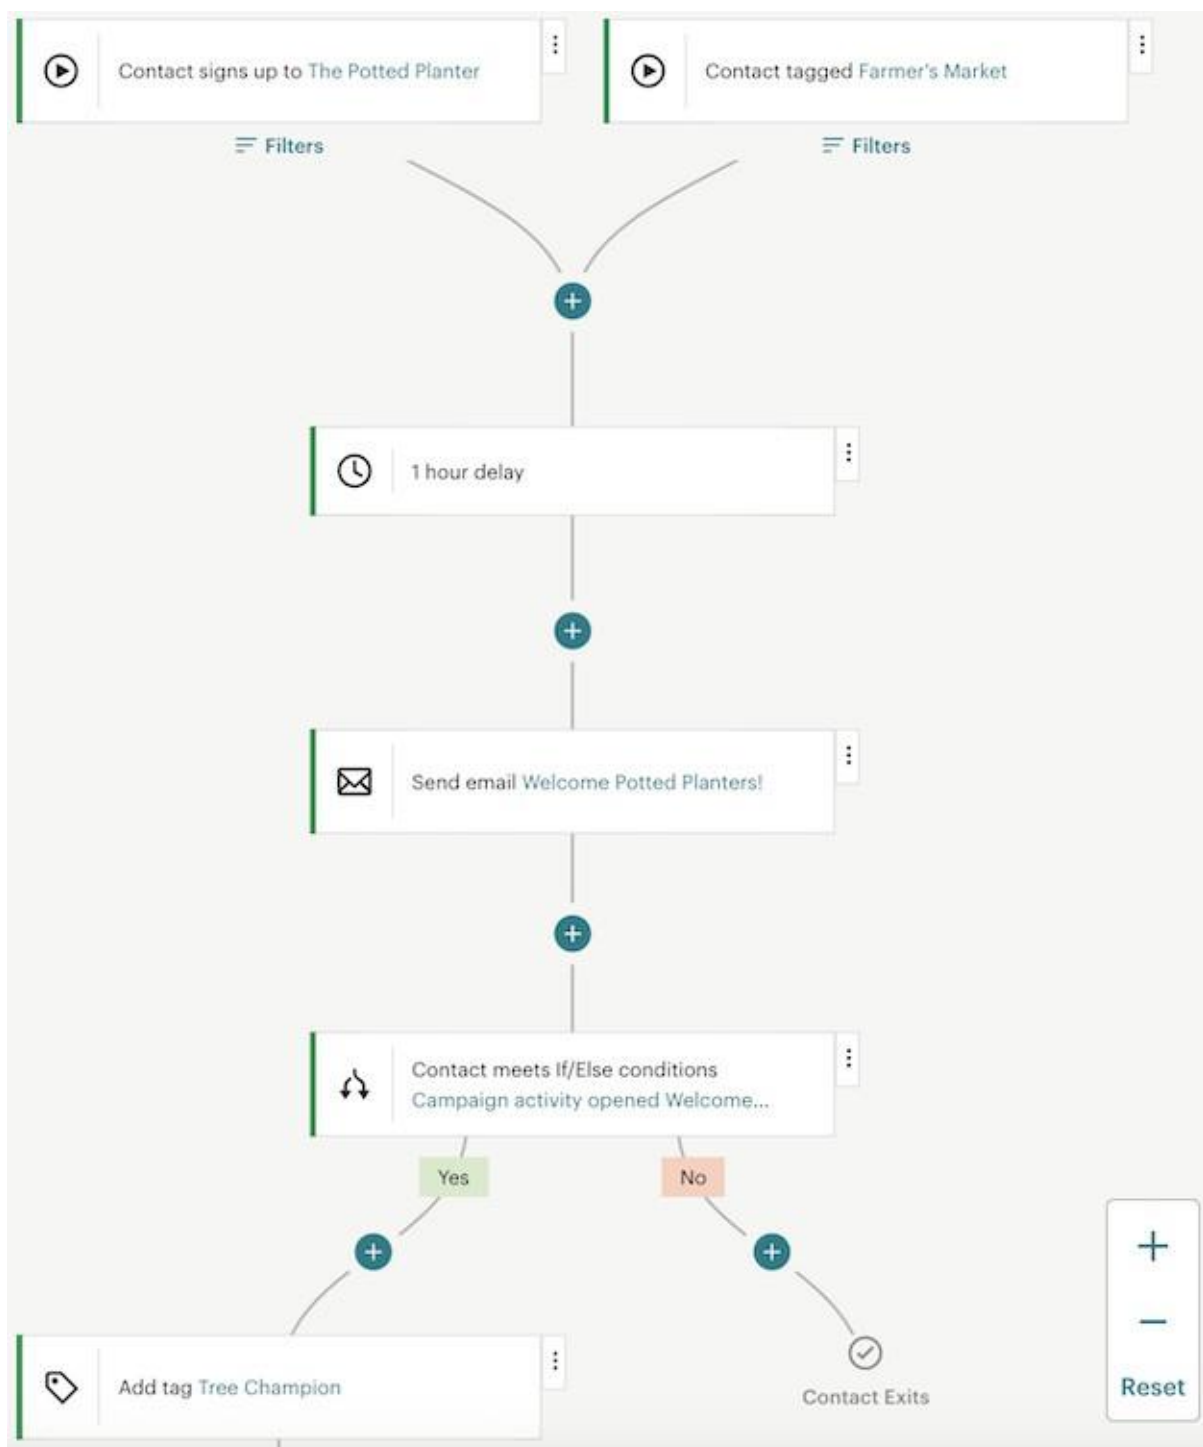 Contact signs up to The Potted Planter
Contact tagged Farmer's Market
Filters
Filters
1 hour delay
Send email Welcome Potted Planters!
Contact meets If/Else conditions
Campaign activity opened Welcome...
Yes
No
Add tag Tree Champion
Contact Exits
Reset